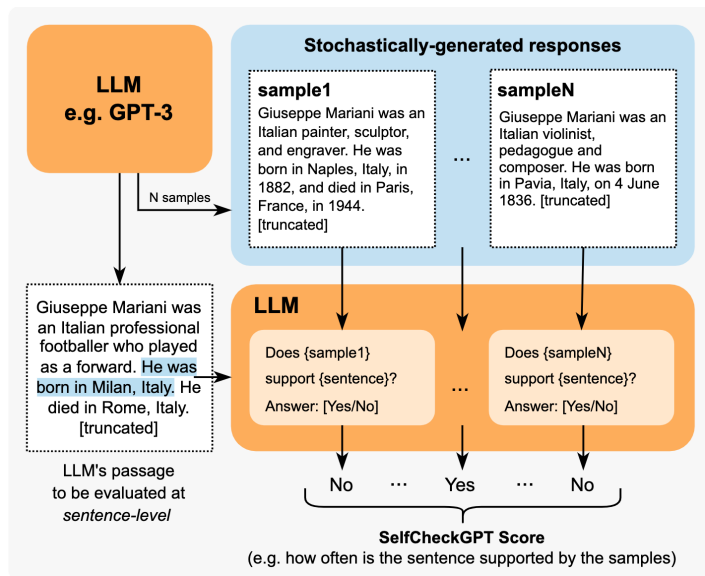 LLM
e.g. GPT-3
N samples
Stochastically-generated responses
sample1
Giuseppe Mariani was an
Italian painter, sculptor,
and engraver. He was
born in Naples, Italy, in
1882, and died in Paris,
France, in 1944.
[truncated]
...
sampleN
Giuseppe Mariani was an
Italian violinist,
pedagogue and
composer. He was born
in Pavia, Italy, on 4 June
1836. [truncated]
Giuseppe Mariani was
an Italian professional
footballer who played
as a forward. He was
born in Milan, Italy. He
died in Rome, Italy.
[truncated]
LLM's passage
to be evaluated at
sentence-level
LLM
Does {sample1}
support {sentence}?
Answer: [Yes/No]
...
Does {sampleN}
support {sentence}?
Answer: [Yes/No]
No ... Yes ... No
SelfCheckGPT Score
(e.g. how often is the sentence supported by the samples)